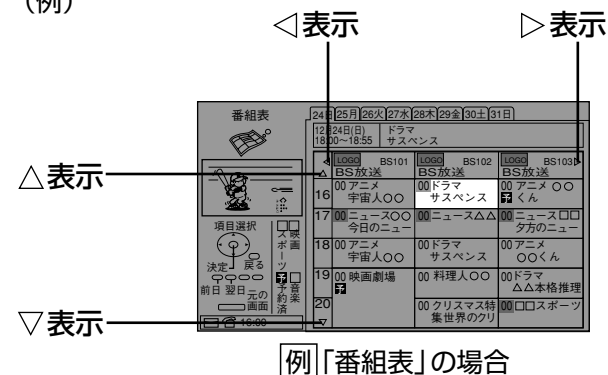 (例)
◁表示 ▷表示
番組表
24日 25月 26火 27水 28木 29金 30土 31日
12月24日(日) ドラマ
18:00～18:55 サスペンス
◁ LOGO BS101 LOGO BS102 LOGO BS103▷
△ BS放送 BS放送 BS放送
△表示
16 00 アニメ 00 ドラマ 00 アニメ ○○
宇宙人○○ サスペンス 予 くん
17 00 ニュース○○ 00 ニュース△△ 00 ニュース□□
今日のニュー 夕方のニュー
18 00 アニメ 00 ドラマ 00 アニメ
宇宙人○○ サスペンス ○○くん
19 00 映画劇場 00 料理人○○ 00 ドラマ
予 △△本格推理
20 00 クリスマス特 00 □□スポーツ
集世界のクリ
▽
項目選択
決定 戻る
前日 翌日 元の
画面
映画
スポーツ
音楽
予 予約済
16:00
▽表示
例「番組表」の場合